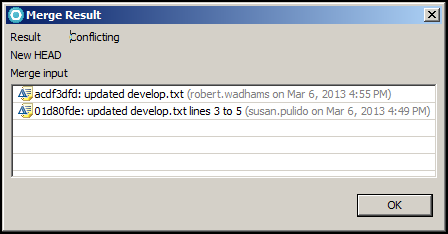 Merge Result
Result Conflicting
New HEAD
Merge input
acdf3dfd: updated develop.txt (robert.wadhams on Mar 6, 2013 4:55 PM)
01d80fde: updated develop.txt lines 3 to 5 (susan.pulido on Mar 6, 2013 4:49 PM)
OK